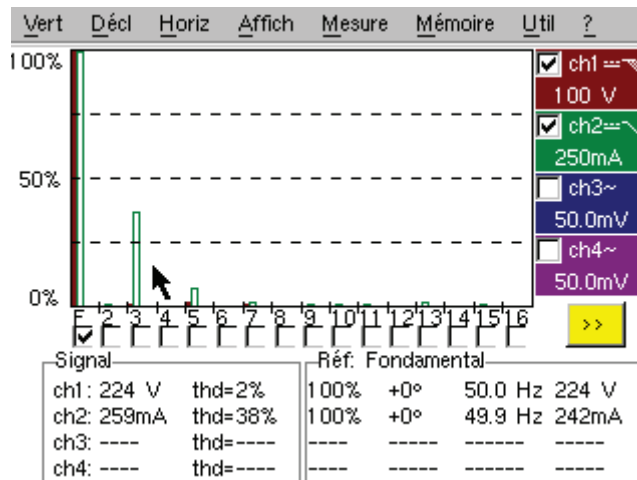 Vert Décl Horiz Affich Mesure Mémoire Util ?
100%
50%
0%
ch1
100 V
ch2
250mA
ch3~
50.0mV
ch4~
50.0mV
F 2 3 4 5 6 7 8 9 10 11 12 13 14 15 16
>>
Signal
ch1: 224 V thd=2%
ch2: 259mA thd=38%
ch3: ---- thd=----
ch4: ---- thd=----
Réf: Fondamental
100% +0° 50.0 Hz 224 V
100% +0° 49.9 Hz 242mA
---- ---- ----- -----
---- ---- ----- -----